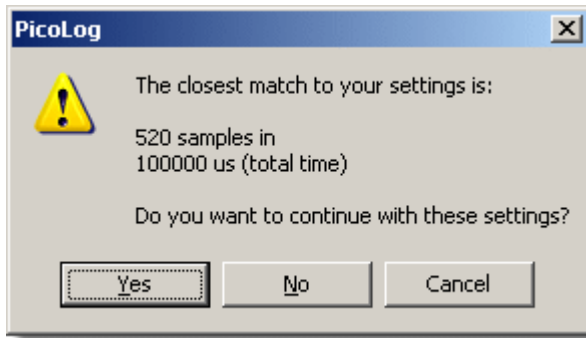 PicoLog
The closest match to your settings is:
520 samples in
100000 us (total time)
Do you want to continue with these settings?
Yes
No
Cancel